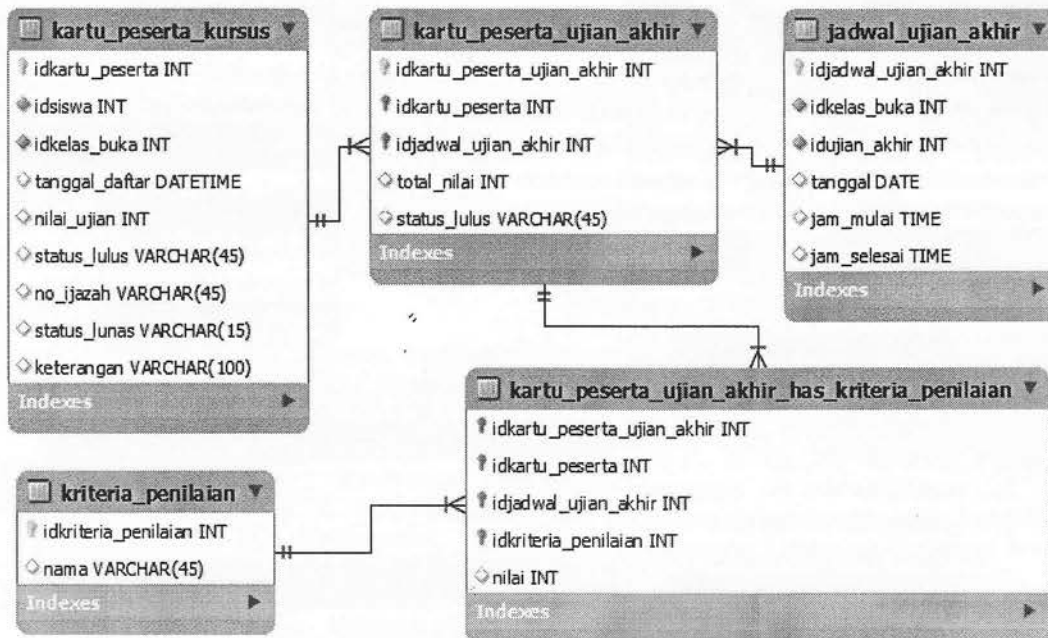 kartu_peserta_kursus
idkartu_peserta INT
idsiswa INT
idkelas_buka INT
tanggal_daftar DATETIME
nilai_ujian INT
status_lulus VARCHAR(45)
no_ijazah VARCHAR(45)
status_lunas VARCHAR(15)
keterangan VARCHAR(100)
Indexes
kartu_peserta_ujian_akhir
idkartu_peserta_ujian_akhir INT
idkartu_peserta INT
idjadwal_ujian_akhir INT
total_nilai INT
status_lulus VARCHAR(45)
Indexes
jadwal_ujian_akhir
idjadwal_ujian_akhir INT
idkelas_buka INT
idujian_akhir INT
tanggal DATE
jam_mulai TIME
jam_selesai TIME
Indexes
kriteria_penilaian
idkriteria_penilaian INT
nama VARCHAR(45)
Indexes
kartu_peserta_ujian_akhir_has_kriteria_penilaian
idkartu_peserta_ujian_akhir INT
idkartu_peserta INT
idjadwal_ujian_akhir INT
idkriteria_penilaian INT
nilai INT
Indexes